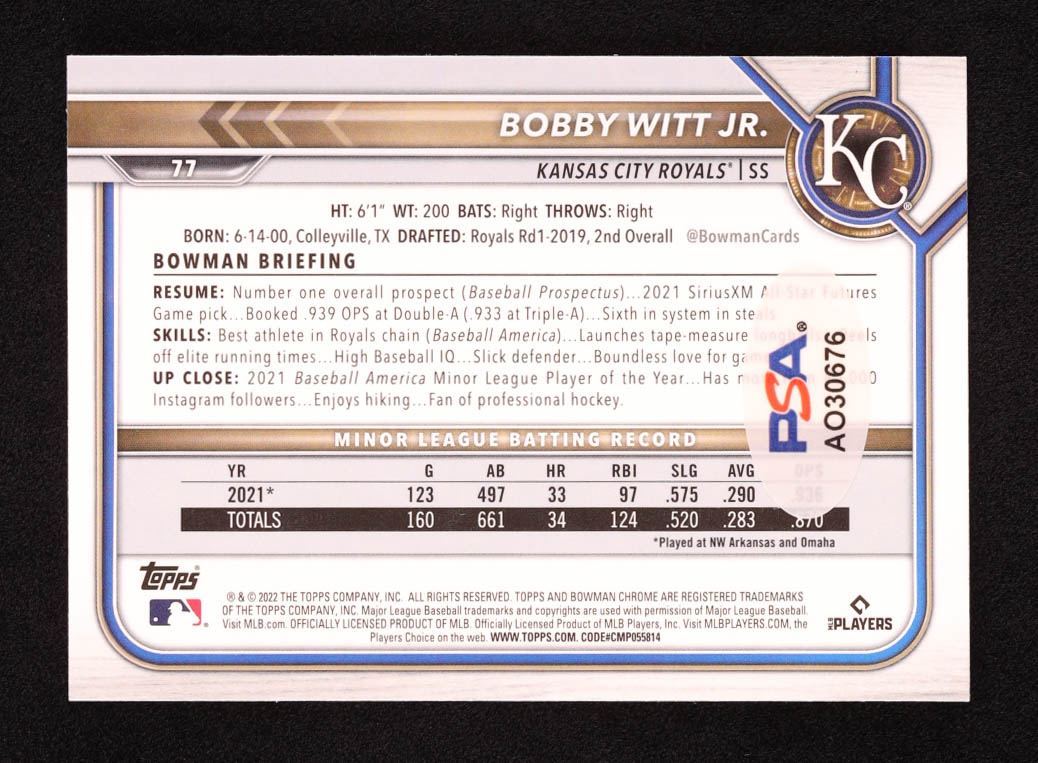 BOBBY WITT JR.
77
KANSAS CITY ROYALS® | SS
KC®
HT: 6'1" WT: 200 BATS: Right THROWS: Right
BORN: 6-14-00, Colleyville, TX DRAFTED: Royals Rd1-2019, 2nd Overall @BowmanCards
BOWMAN BRIEFING
RESUME: Number one overall prospect (Baseball Prospectus)...2021 SiriusXM All-Star Futures
Game pick...Booked .939 OPS at Double-A (.933 at Triple-A)...Sixth in system in steals
SKILLS: Best athlete in Royals chain (Baseball America)...Launches tape-measure
off elite running times...High Baseball IQ...Slick defender...Boundless love for
UP CLOSE: 2021 Baseball America Minor League Player of the Year...Has
Instagram followers...Enjoys hiking...Fan of professional hockey.
PSA®
AO30676
MINOR LEAGUE BATTING RECORD
YR G AB HR RBI SLG AVG OPS
2021* 123 497 33 97 .575 .290 .936
TOTALS 160 661 34 124 .520 .283 .870
*Played at NW Arkansas and Omaha
Topps®
® & © 2022 THE TOPPS COMPANY, INC. ALL RIGHTS RESERVED. TOPPS AND BOWMAN CHROME ARE REGISTERED TRADEMARKS
OF THE TOPPS COMPANY, INC. Major League Baseball trademarks and copyrights are used with permission of Major League Baseball.
Visit MLB.com. OFFICIALLY LICENSED PRODUCT OF MLB. Officially Licensed Product of MLB Players, Inc. Visit MLBPLAYERS.COM, the
Players Choice on the web. WWW.TOPPS.COM. CODE#CMP055814
MLB PLAYERS